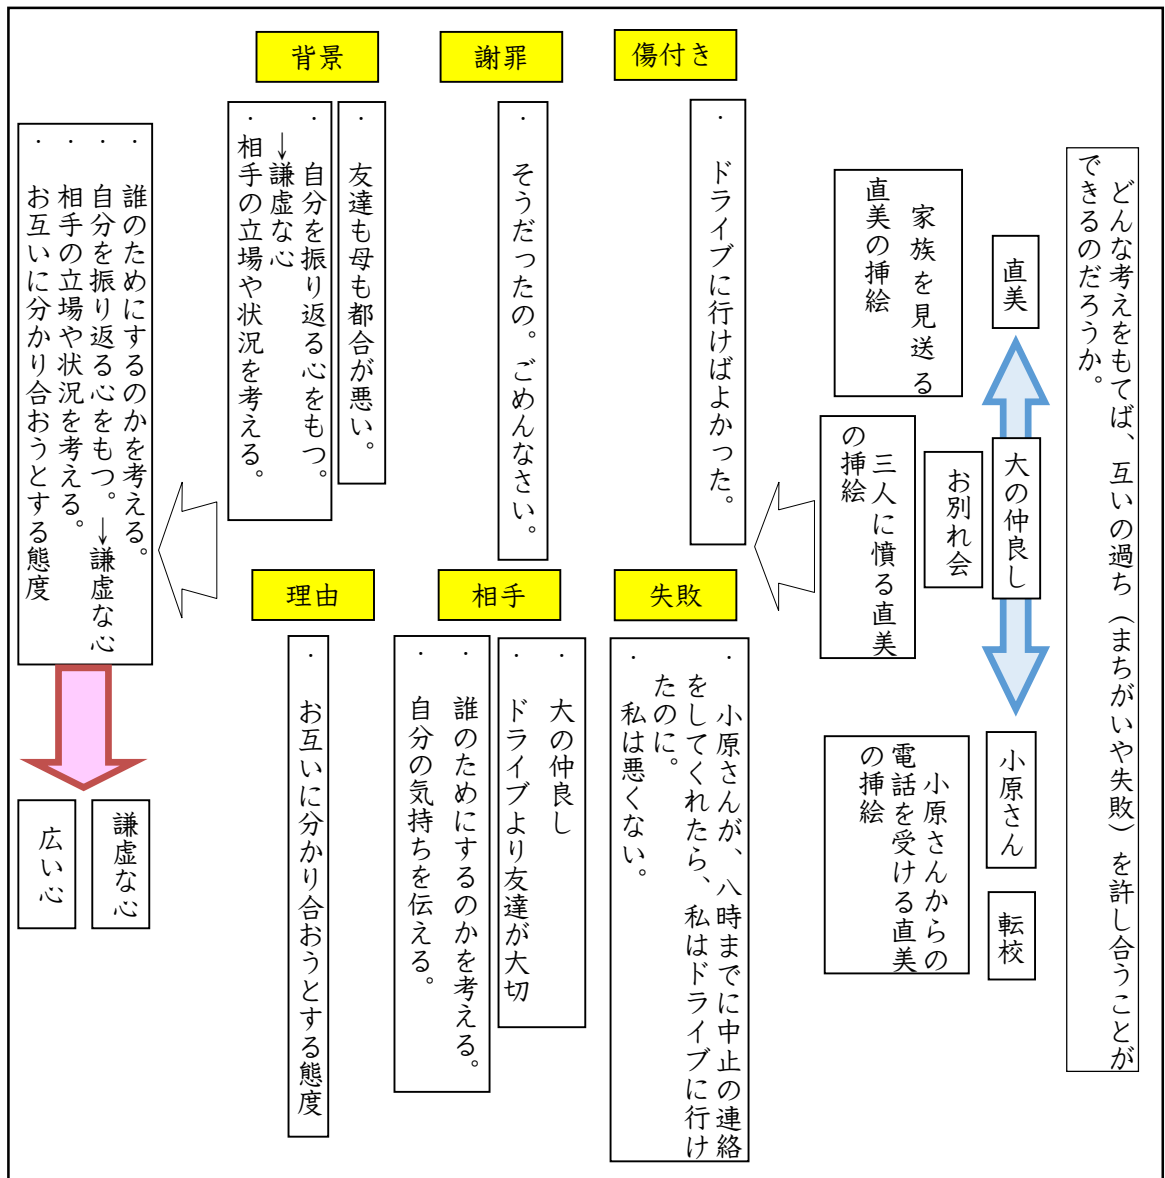 どんな考えをもてば、互いの過ち（まちがいや失敗）を許し合うことが
できるのだろうか。
直美
大の仲良し
小原さん
転校
お別れ会
家族を見送る
直美の挿絵
三人に憤る直美
の挿絵
小原さんからの
電話を受ける直美
の挿絵
傷付き
・ドライブに行けばよかった。
失敗
・小原さんが、八時までに中止の連絡
をしてくれたら、私はドライブに行け
たのに。
・私は悪くない。
謝罪
・そうだったの。ごめんなさい。
相手
大の仲良し
・ドライブより友達が大切
・誰のためにするのかを考える。
・自分の気持ちを伝える。
背景
・友達も母も都合が悪い。
・自分を振り返る心をもつ。
→謙虚な心
・相手の立場や状況を考える。
理由
・お互いに分かり合おうとする態度
・誰のためにするのかを考える。
・自分を振り返る心をもつ。→謙虚な心
・相手の立場や状況を考える。
・お互いに分かり合おうとする態度
謙虚な心
広い心